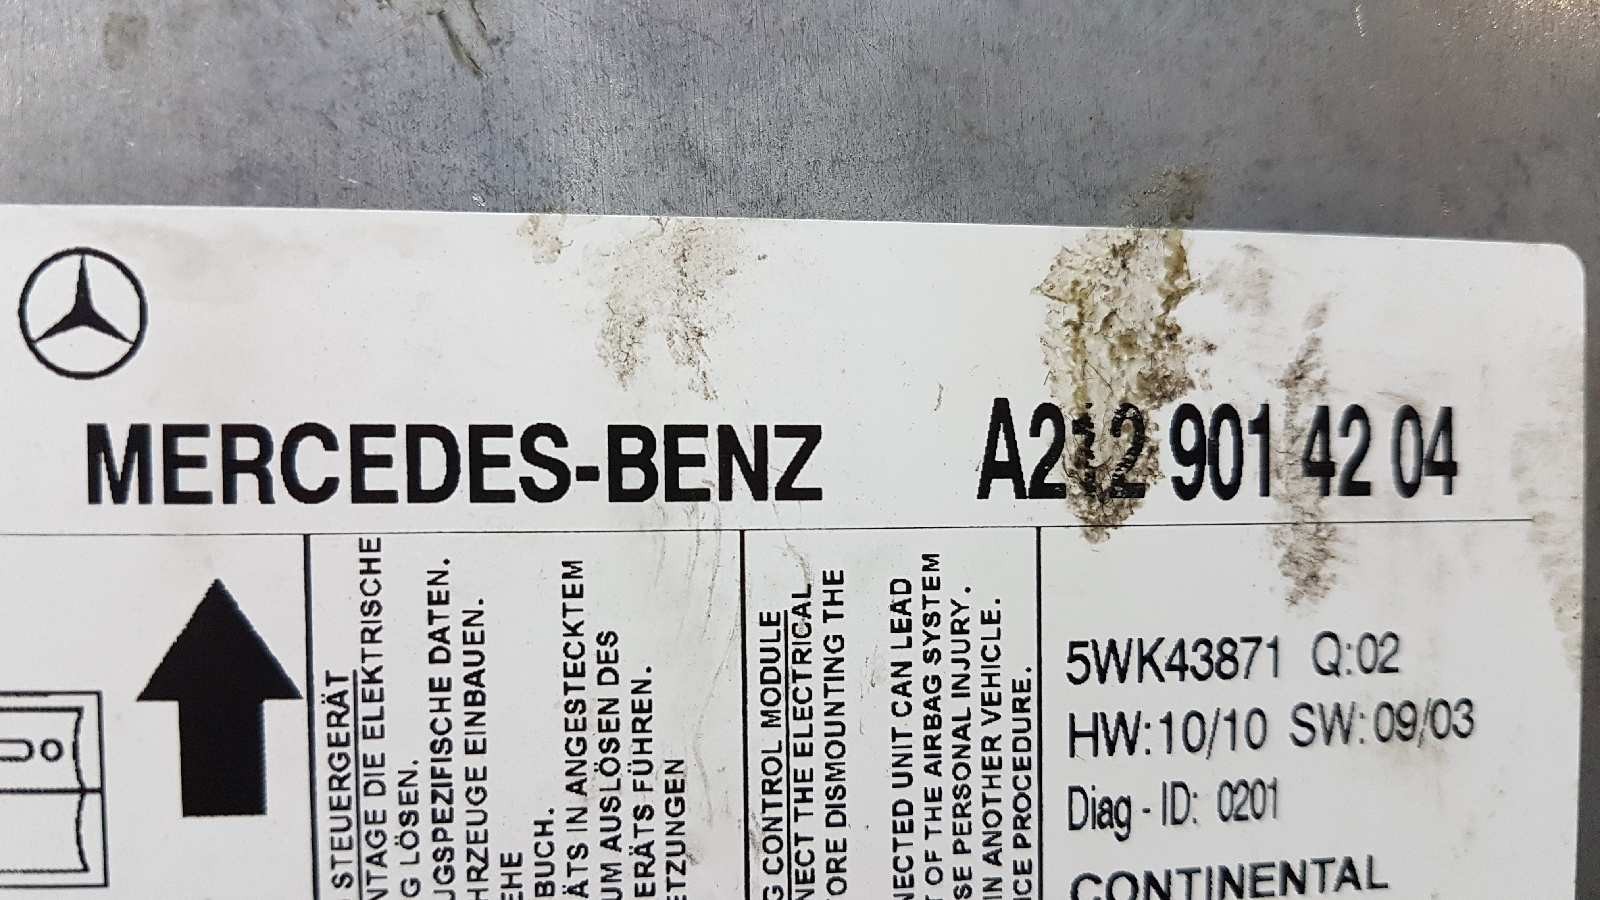 MERCEDES-BENZ
A212 901 42 04
STEUERGERÄT
NTAGE DIE ELEKTRISCHE
G LÖSEN.
UGSPEZIFISCHE DATEN.
HRZEUGE EINBAUEN.
EHE
BUCH.
ÄTS IN ANGESTECKTEM
UM AUSLÖSEN DES
ERÄTS FÜHREN.
ETZUNGEN
G CONTROL MODULE
NNECT THE ELECTRICAL
ORE DISMOUNTING THE
NECTED UNIT CAN LEAD
T OF THE AIRBAG SYSTEM
SE PERSONAL INJURY.
IN ANOTHER VEHICLE.
ICE PROCEDURE.
5WK43871 Q:02
HW:10/10 SW:09/03
Diag - ID: 0201
CONTINENTAL